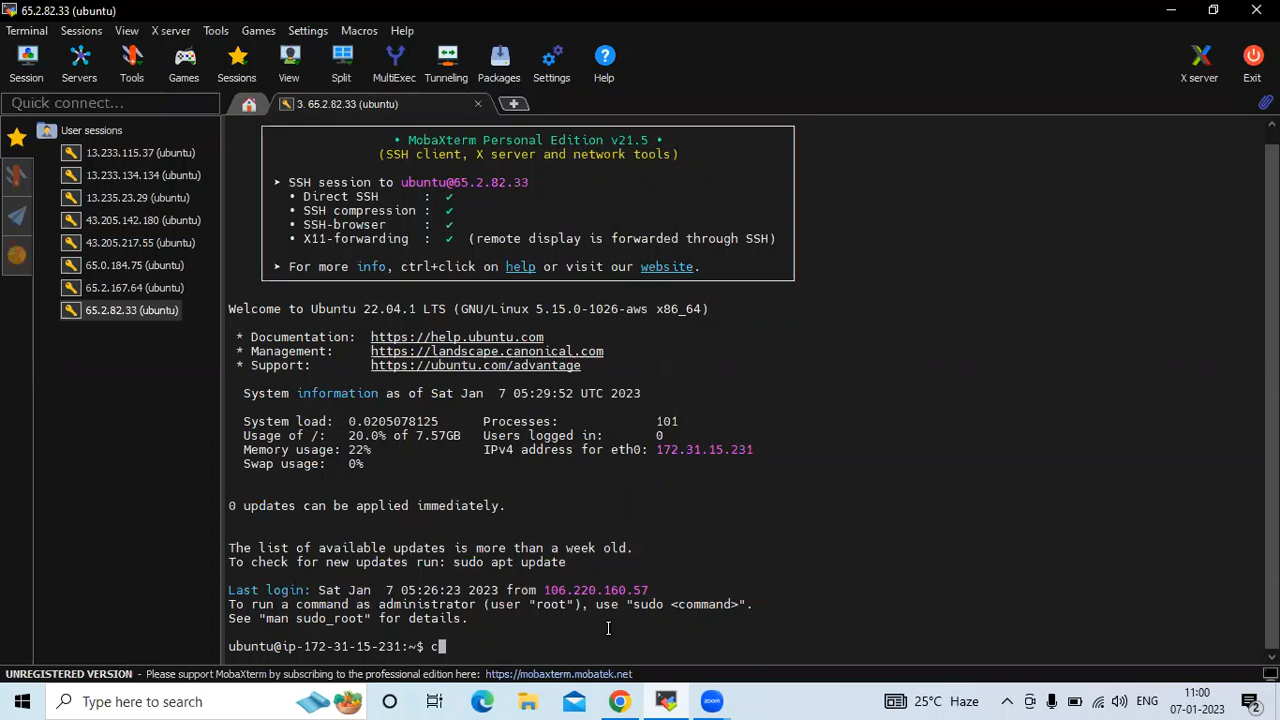 65.2.82.33 (ubuntu)
Terminal Sessions View X server Tools Games Settings Macros Help
Session Servers Tools Games Sessions View Split MultiExec Tunneling Packages Settings Help X server Exit
Quick connect...
3. 65.2.82.33 (ubuntu)
User sessions
13.233.115.37 (ubuntu)
13.233.134.134 (ubuntu)
13.235.23.29 (ubuntu)
43.205.142.180 (ubuntu)
43.205.217.55 (ubuntu)
65.0.184.75 (ubuntu)
65.2.167.64 (ubuntu)
65.2.82.33 (ubuntu)
• MobaXterm Personal Edition v21.5 •
(SSH client, X server and network tools)
➤ SSH session to ubuntu@65.2.82.33
• Direct SSH : ✔
• SSH compression : ✔
• SSH-browser : ✔
• X11-forwarding : ✔ (remote display is forwarded through SSH)
➤ For more info, ctrl+click on help or visit our website.
Welcome to Ubuntu 22.04.1 LTS (GNU/Linux 5.15.0-1026-aws x86_64)
* Documentation: https://help.ubuntu.com
* Management: https://landscape.canonical.com
* Support: https://ubuntu.com/advantage
System information as of Sat Jan 7 05:29:52 UTC 2023
System load: 0.0205078125 Processes: 101
Usage of /: 20.0% of 7.57GB Users logged in: 0
Memory usage: 22% IPv4 address for eth0: 172.31.15.231
Swap usage: 0%
0 updates can be applied immediately.
The list of available updates is more than a week old.
To check for new updates run: sudo apt update
Last login: Sat Jan 7 05:26:23 2023 from 106.220.160.57
To run a command as administrator (user "root"), use "sudo <command>".
See "man sudo_root" for details.
ubuntu@ip-172-31-15-231:~$ c
UNREGISTERED VERSION - Please support MobaXterm by subscribing to the professional edition here: https://mobaxterm.mobatek.net
Type here to search
25°C Haze
ENG
11:00
07-01-2023
2